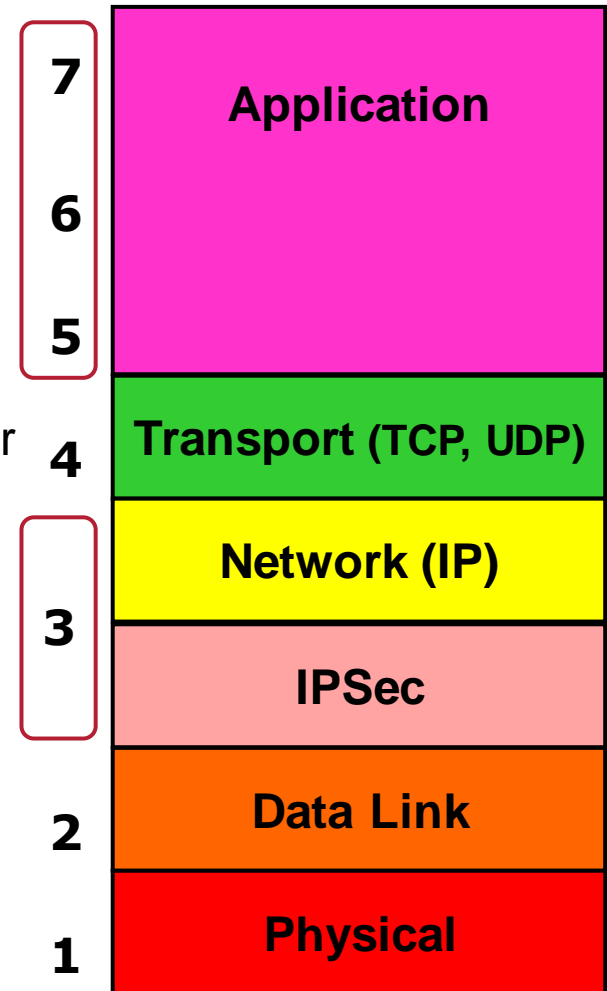 7
Application
6
5
r 4 Transport (TCP, UDP)
Network (IP)
3
IPSec
Data Link
2
Physical
1